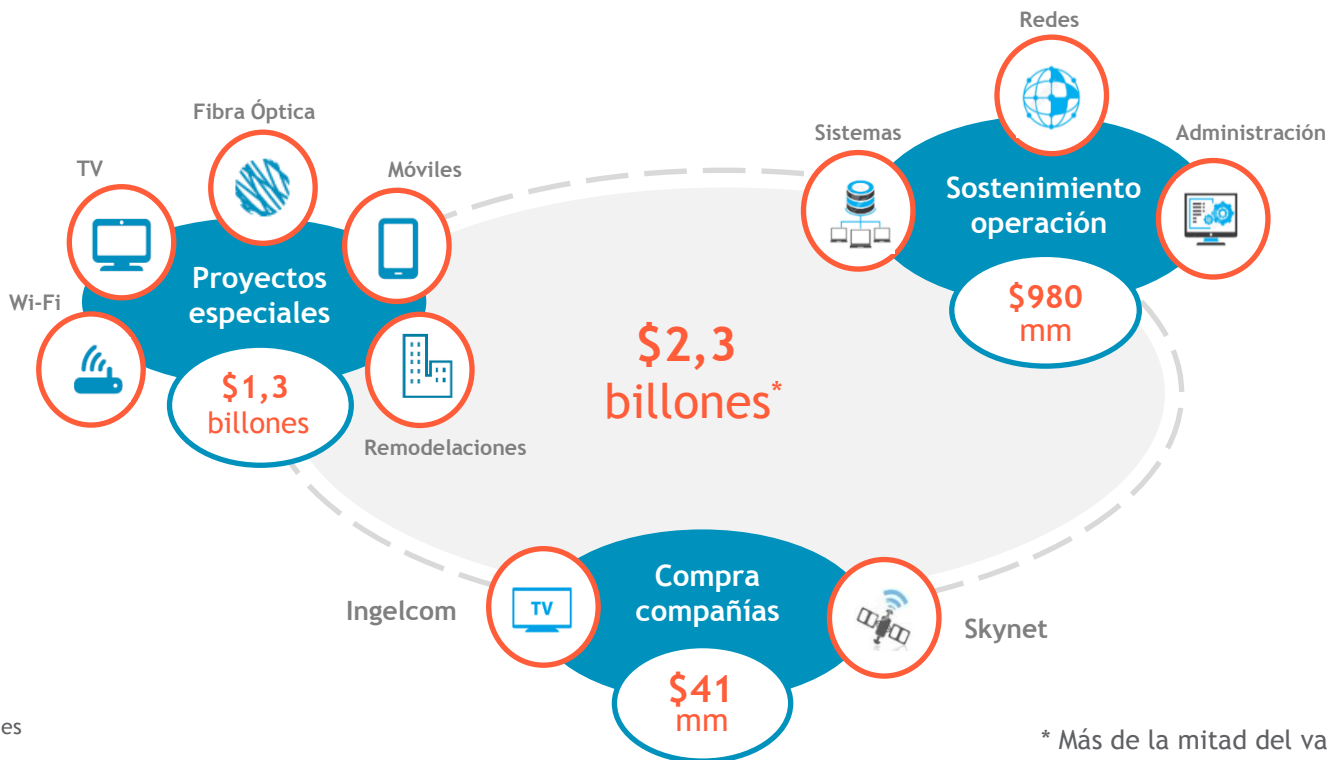 Redes
Fibra Óptica
Sistemas
Administración
TV
Móviles
Sostenimiento
operación
Proyectos
especiales
Wi-Fi
$980
mm
$2,3
billones*
$1,3
billones
Remodelaciones
Compra
compañías
Ingelcom
TV
Skynet
$41
mm
es
* Más de la mitad del va